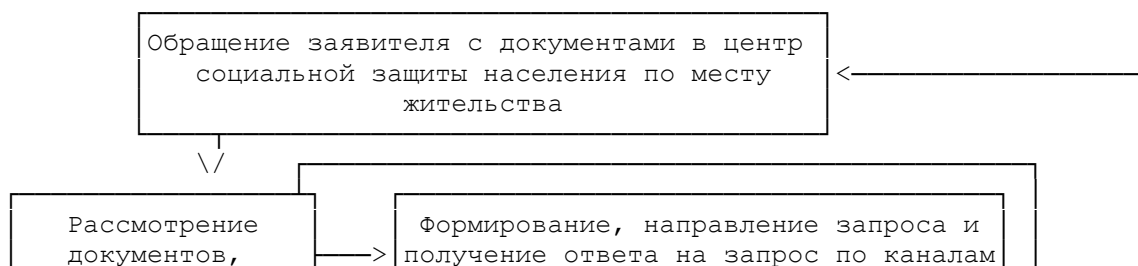 Обращение заявителя с документами в центр
социальной защиты населения по месту
жительства
Рассмотрение
документов,
Формирование, направление запроса и
получение ответа на запрос по каналам